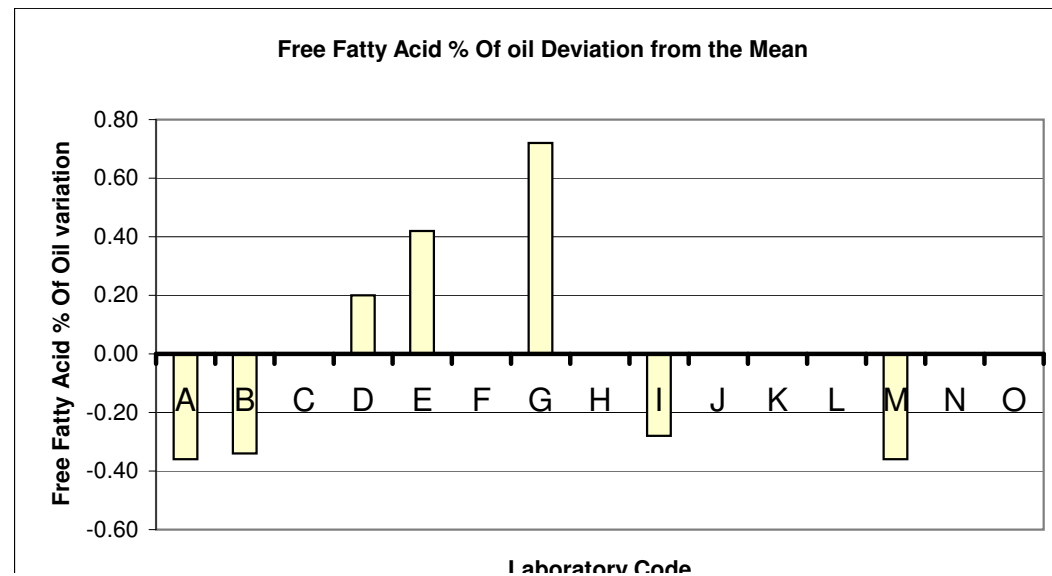 Free Fatty Acid % Of oil Deviation from the Mean
Free Fatty Acid % Of Oil variation
0.80
0.60
0.40
0.20
0.00
-0.20
-0.40
-0.60
A B C D E F G H I J K L M N O
Laboratory Code